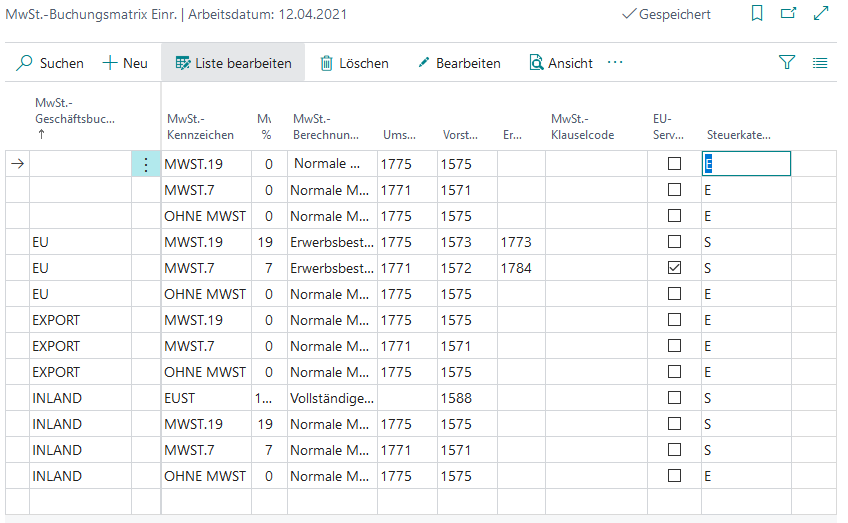 MwSt.-Buchungsmatrix Einr. | Arbeitsdatum: 12.04.2021 Gespeichert
Suchen Neu Liste bearbeiten Löschen Bearbeiten Ansicht ...
MwSt.-
Geschäftsbuc...
↑
MwSt.-
Kennzeichen
Mv
%
MwSt.-
Berechnun...
Ums...
Vorst...
Er...
MwSt.-
Klauselcode
EU-
Serv...
Steuerkate...
MWST.19 0 Normale ... 1775 1575 E
MWST.7 0 Normale M... 1771 1571 E
OHNE MWST 0 Normale M... 1775 1575 E
EU MWST.19 19 Erwerbsbest... 1775 1573 1773 S
EU MWST.7 7 Erwerbsbest... 1771 1572 1784 S
EU OHNE MWST 0 Normale M... 1775 1575 E
EXPORT MWST.19 0 Normale M... 1775 1575 E
EXPORT MWST.7 0 Normale M... 1771 1571 E
EXPORT OHNE MWST 0 Normale M... 1775 1575 E
INLAND EUST 1... Vollständige... 1588 S
INLAND MWST.19 19 Normale M... 1775 1575 S
INLAND MWST.7 7 Normale M... 1771 1571 S
INLAND OHNE MWST 0 Normale M... 1775 1575 E